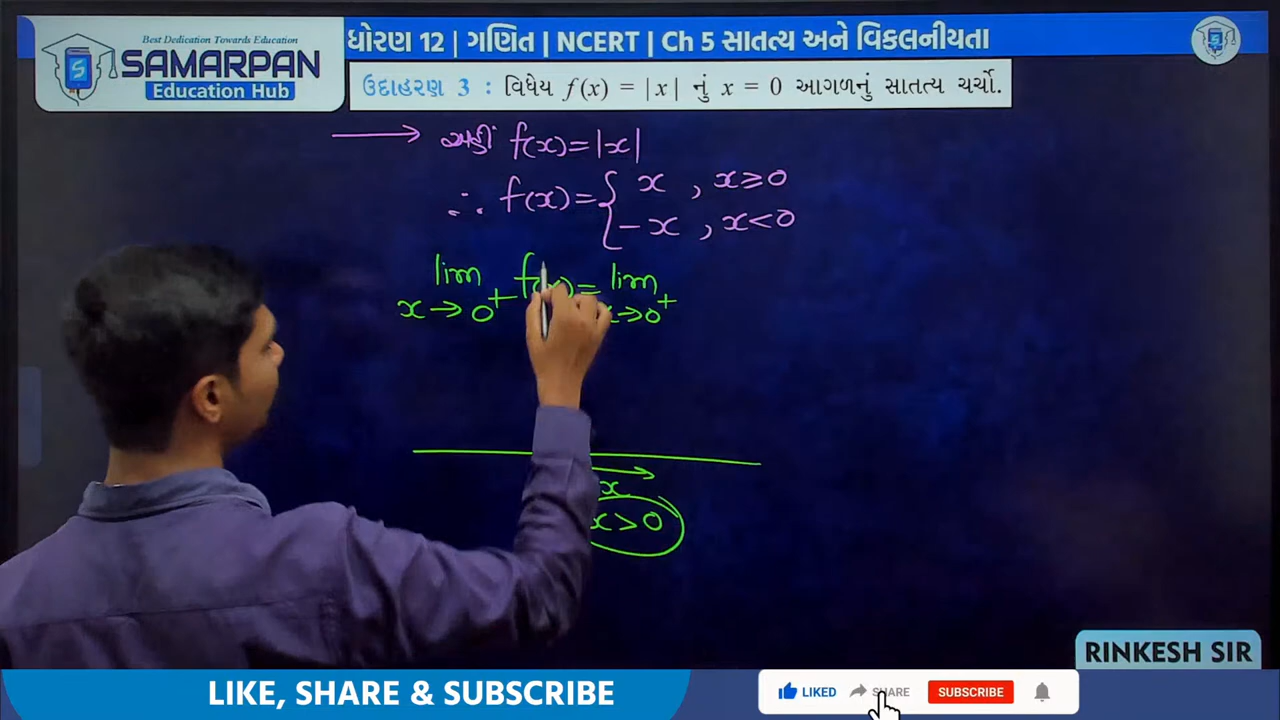 Best Dedication Towards Education
SAMARPAN
Education Hub
ધોરણ 12 | ગણિત | NCERT | Ch 5 સાતત્ય અને વિકલનીયતા
ઉદાહરણ 3 : વિધેય f(x) = |x| નું x = 0 આગળનું સાતત્ય ચર્ચો.
અહીં f(x)=|x|
∴ f(x)={ x , x≥0
-x , x<0
lim f(x)= lim
x→0+ x→0+
x
x>0
RINKESH SIR
LIKE, SHARE & SUBSCRIBE
LIKED SHARE SUBSCRIBE